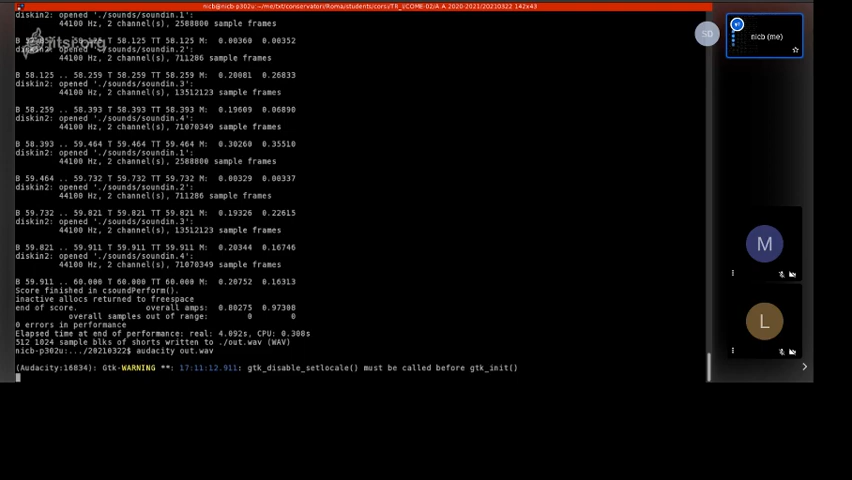 nicb@nicb-p302u: ~/me/txt/conservatori/Roma/students/corsi/TR_I/COME-02/A.A.2020-2021/20210322 142x43
diskin2: opened './sounds/soundin.1':
44100 Hz, 2 channel(s), 2588800 sample frames
58.125 T 58.125 TT 58.125 M: 0.00360 0.00352
diskin2: opened './sounds/soundin.2':
44100 Hz, 2 channel(s), 711286 sample frames
B 58.125 .. 58.259 T 58.259 TT 58.259 M: 0.20081 0.26833
diskin2: opened './sounds/soundin.3':
44100 Hz, 2 channel(s), 13512123 sample frames
B 58.259 .. 58.393 T 58.393 TT 58.393 M: 0.19609 0.06890
diskin2: opened './sounds/soundin.4':
44100 Hz, 2 channel(s), 71070349 sample frames
B 58.393 .. 59.464 T 59.464 TT 59.464 M: 0.30260 0.35510
diskin2: opened './sounds/soundin.1':
44100 Hz, 2 channel(s), 2588800 sample frames
B 59.464 .. 59.732 T 59.732 TT 59.732 M: 0.00329 0.00337
diskin2: opened './sounds/soundin.2':
44100 Hz, 2 channel(s), 711286 sample frames
B 59.732 .. 59.821 T 59.821 TT 59.821 M: 0.19326 0.22615
diskin2: opened './sounds/soundin.3':
44100 Hz, 2 channel(s), 13512123 sample frames
B 59.821 .. 59.911 T 59.911 TT 59.911 M: 0.20344 0.16746
diskin2: opened './sounds/soundin.4':
44100 Hz, 2 channel(s), 71070349 sample frames
B 59.911 .. 60.000 T 60.000 TT 60.000 M: 0.20752 0.16313
Score finished in csoundPerform().
inactive allocs returned to freespace
end of score. overall amps: 0.80275 0.97308
overall samples out of range: 0 0
0 errors in performance
Elapsed time at end of performance: real: 4.092s, CPU: 0.308s
512 1024 sample blks of shorts written to ./out.wav (WAV)
nicb-p302u:.../20210322$ audacity out.wav
(Audacity:16834): Gtk-WARNING **: 17:11:12.911: gtk_disable_setlocale() must be called before gtk_init()
itsi.org
SD
nicb (me)
M
L